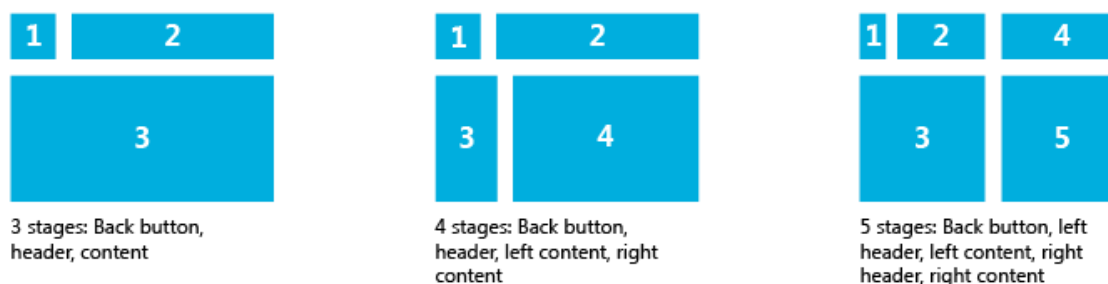 1
2
3
3 stages: Back button,
header, content
1
2
3
4
4 stages: Back button,
header, left content, right
content
1
2
4
3
5
5 stages: Back button, left
header, left content, right
header, right content